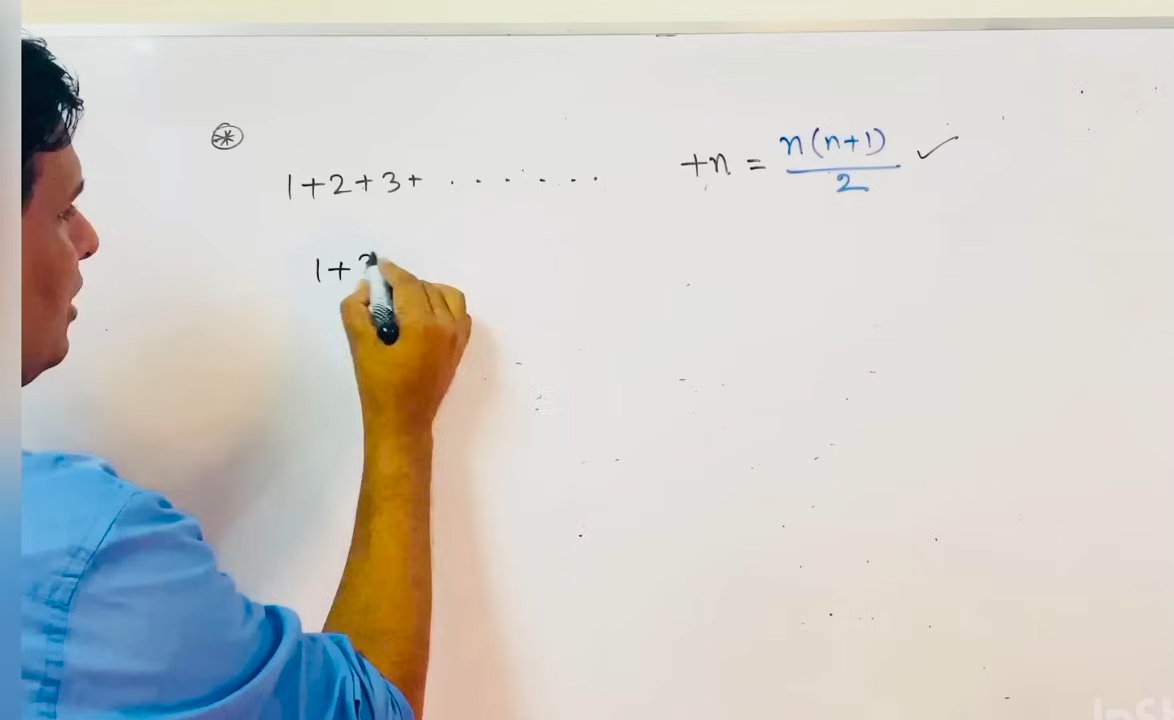 1+2+3+ . . . . . . . +n = n(n+1)/2 ✓
1+